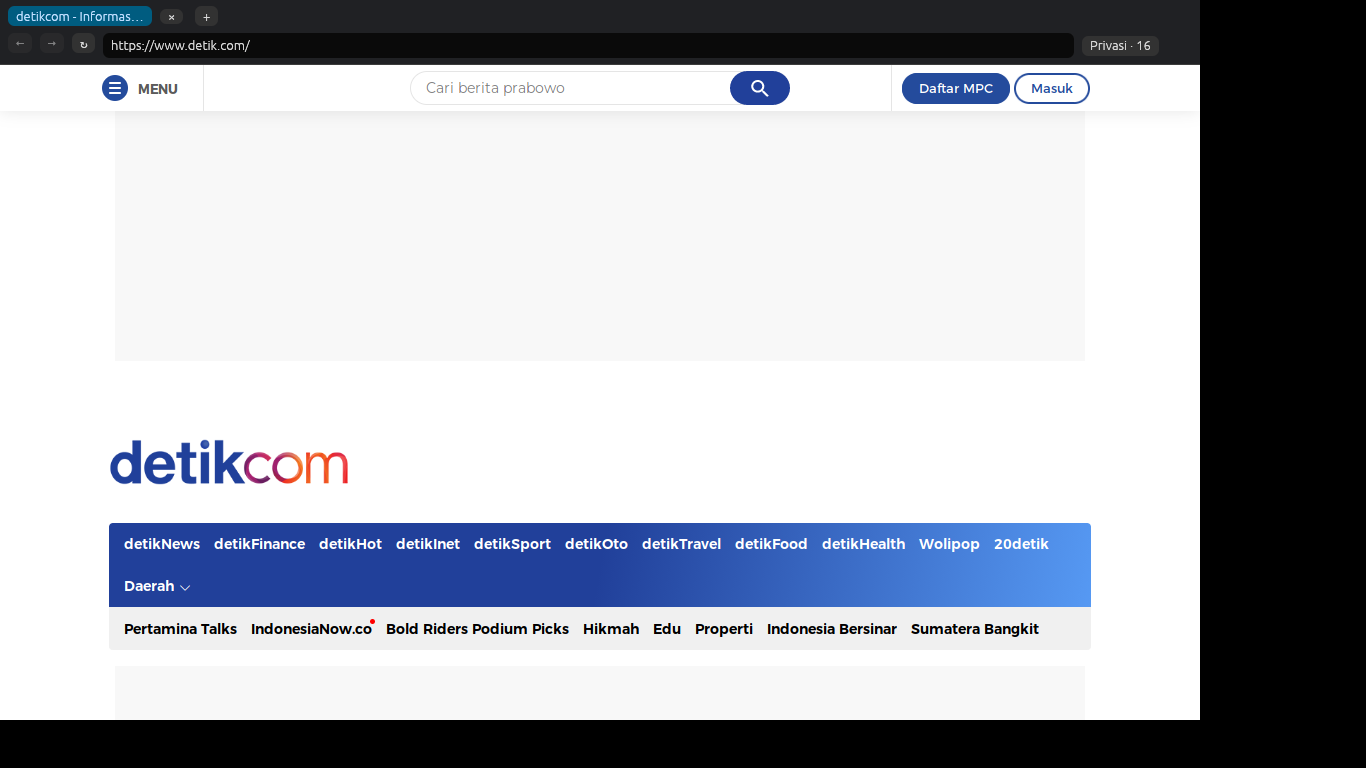 detikcom - Informas... × +
← → ↻ https://www.detik.com/ Privasi · 16
MENU Cari berita prabowo Daftar MPC Masuk
detikcom
detikNews detikFinance detikHot detikInet detikSport detikOto detikTravel detikFood detikHealth Wolipop 20detik
Daerah
Pertamina Talks IndonesiaNow.co Bold Riders Podium Picks Hikmah Edu Properti Indonesia Bersinar Sumatera Bangkit